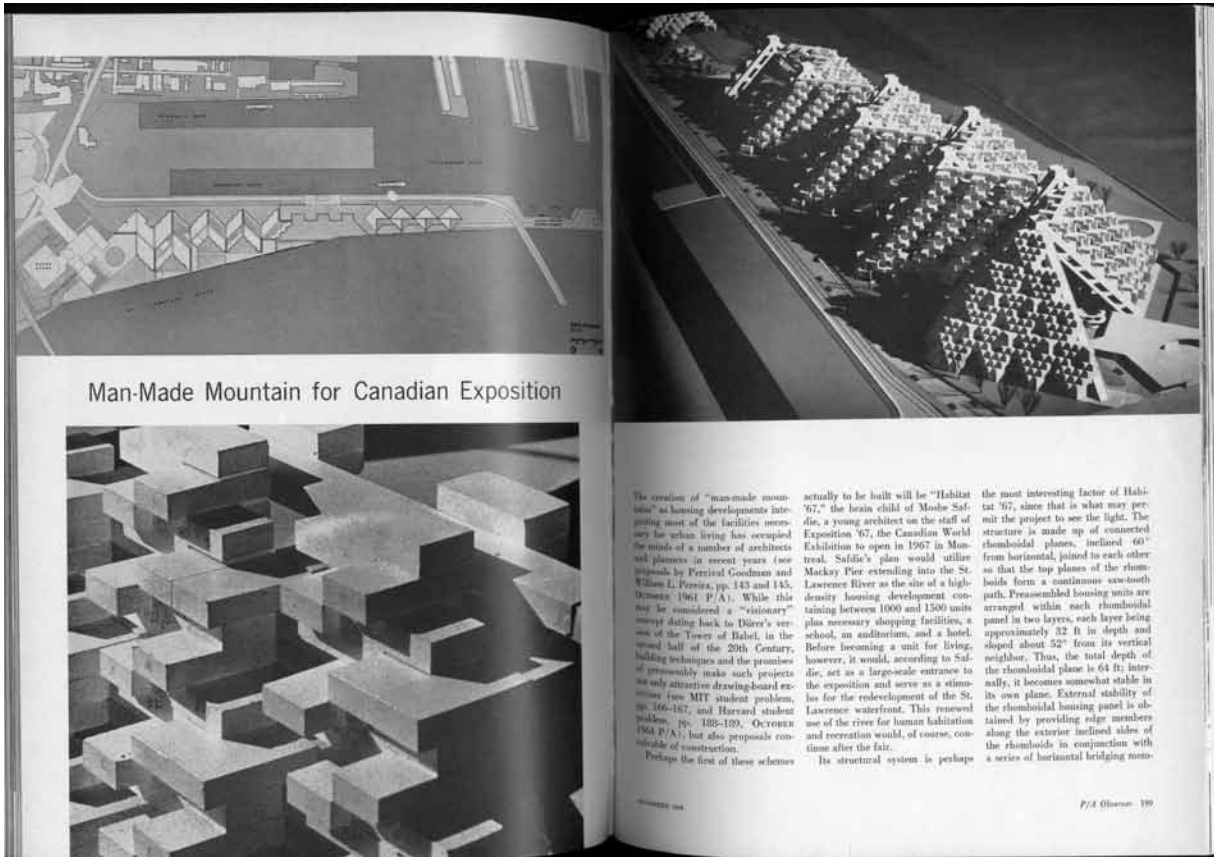 Man-Made Mountain for Canadian Exposition
The creation of "man-made moun-
tains" as housing developments inte-
grating most of the facilities neces-
sary for urban living has occupied
the minds of a number of architects
and planners in recent years (see
proposals by Percival Goodman and
William L. Pereira, pp. 143 and 145,
OCTOBER 1961 P/A). While this
may be considered a "visionary"
concept dating back to Dürer's ver-
sion of the Tower of Babel, in the
second half of the 20th Century,
building techniques and the promises
of preassembly make such projects
not only attractive drawing-board ex-
ercises (see MIT student problem,
pp. 166-167, and Harvard student
problem, pp. 188-189, OCTOBER
1964 P/A), but also proposals con-
ceivable of construction.
Perhaps the first of these schemes
actually to be built will be "Habitat
'67," the brain child of Moshe Saf-
die, a young architect on the staff of
Exposition '67, the Canadian World
Exhibition to open in 1967 in Mon-
treal. Safdie's plan would utilize
Mackay Pier extending into the St.
Lawrence River as the site of a high-
density housing development con-
taining between 1000 and 1500 units
plus necessary shopping facilities, a
school, an auditorium, and a hotel.
Before becoming a unit for living,
however, it would, according to Saf-
die, act as a large-scale entrance to
the exposition and serve as a stimu-
lus for the redevelopment of the St.
Lawrence waterfront. This renewed
use of the river for human habitation
and recreation would, of course, con-
tinue after the fair.
Its structural system is perhaps
the most interesting factor of Habi-
tat '67, since that is what may per-
mit the project to see the light. The
structure is made up of connected
rhomboidal planes, inclined 60°
from horizontal, joined to each other
so that the top planes of the rhom-
boids form a continuous saw-tooth
path. Preassembled housing units are
arranged within each rhomboidal
panel in two layers, each layer being
approximately 32 ft in depth and
sloped about 52° from its vertical
neighbor. Thus, the total depth of
the rhomboidal plane is 64 ft; inter-
nally, it becomes somewhat stable in
its own plane. External stability of
the rhomboidal housing panel is ob-
tained by providing edge members
along the exterior inclined sides of
the rhomboids in conjunction with
a series of horizontal bridging mem-
P/A Observer 199